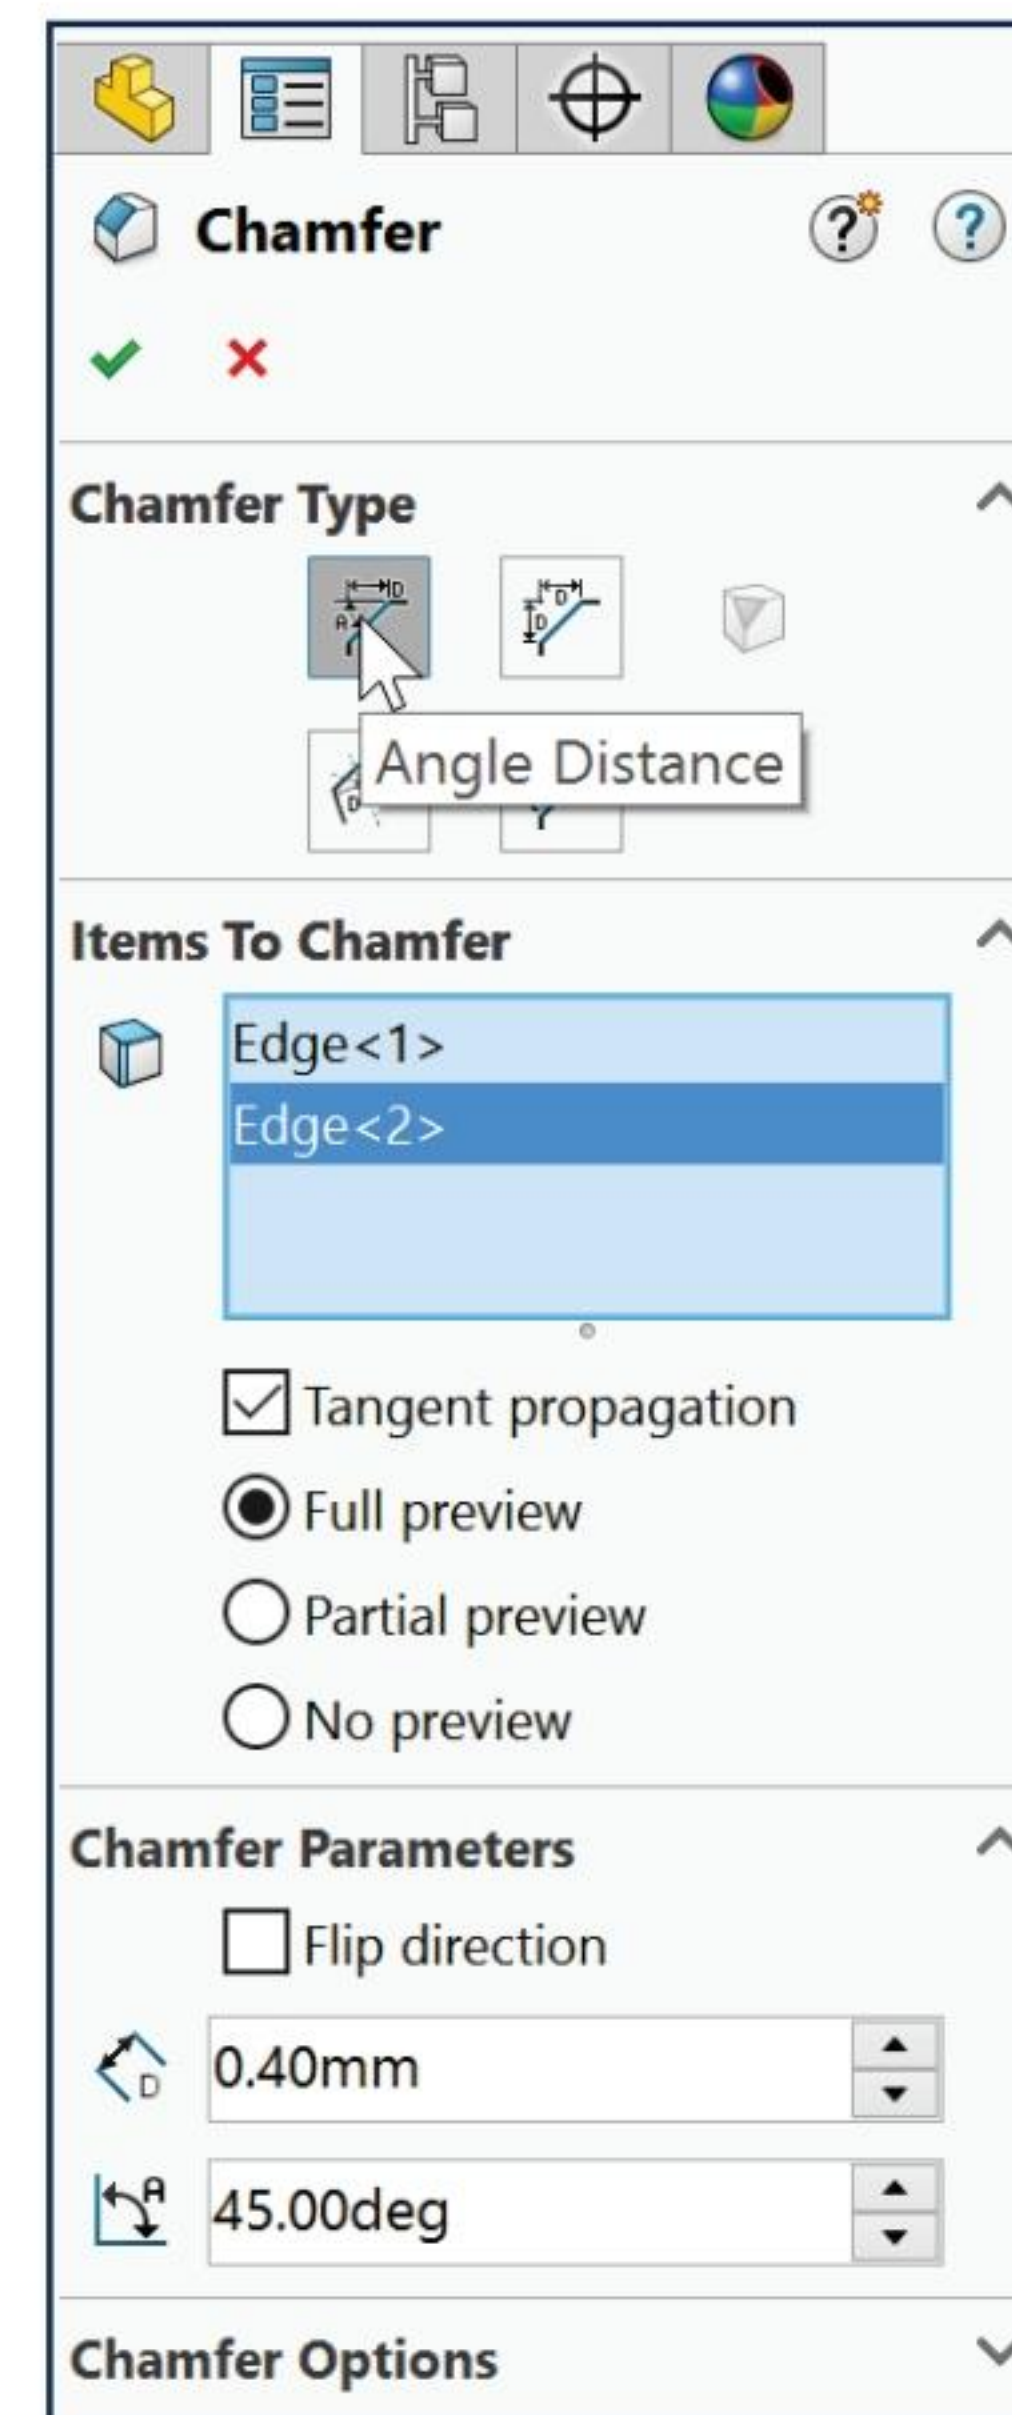 Chamfer
Chamfer Type
D
A
D
D
Angle Distance
D
Items To Chamfer
Edge<1>
Edge<2>
Tangent propagation
Full preview
Partial preview
No preview
Chamfer Parameters
Flip direction
D
0.40mm
A
45.00deg
Chamfer Options